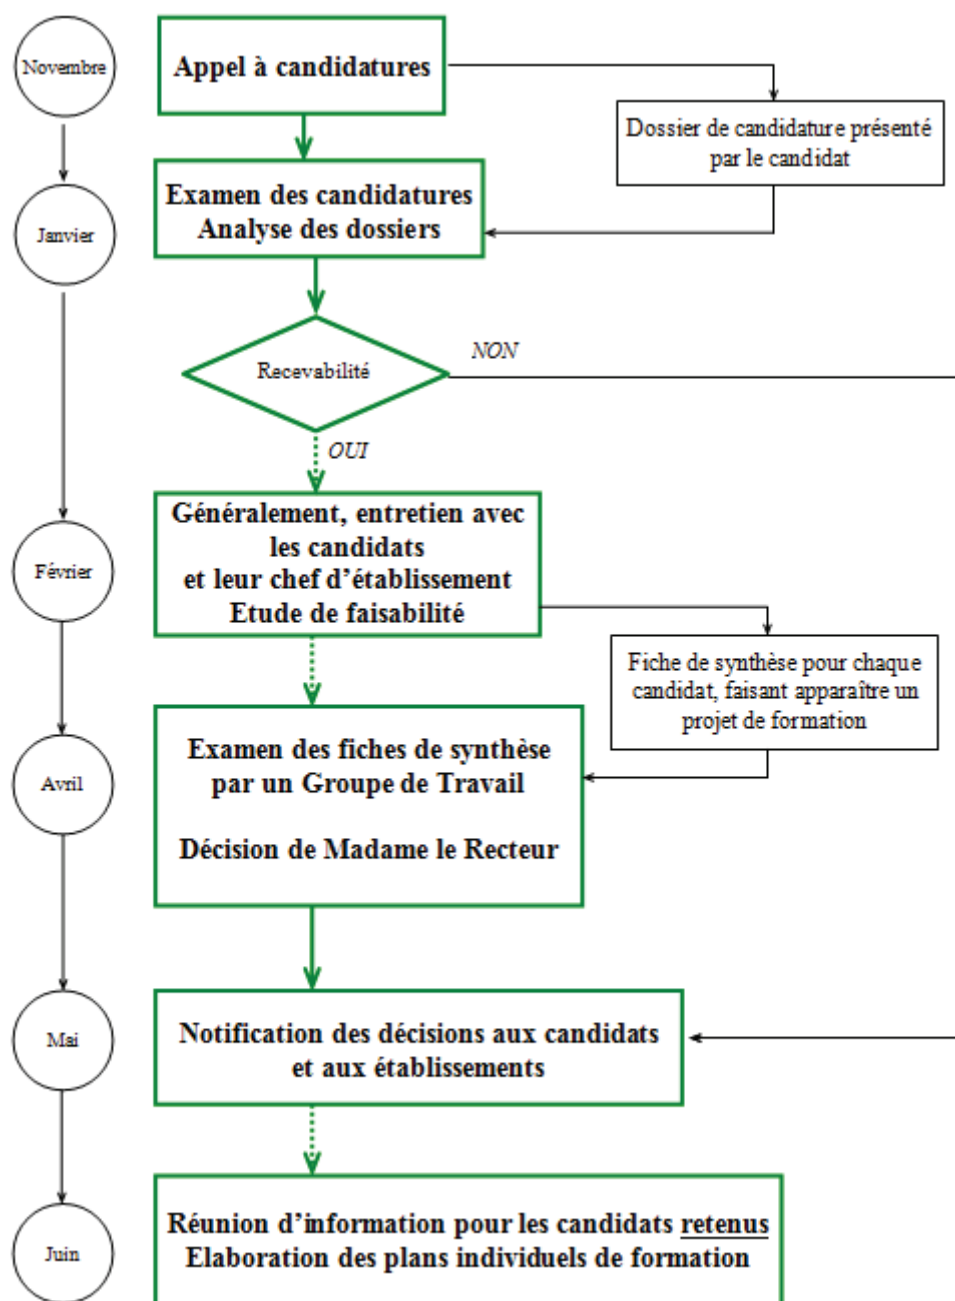 Novembre
Appel à candidatures
Dossier de candidature présenté
par le candidat
Janvier
Examen des candidatures
Analyse des dossiers
Recevabilité
NON
OUI
Février
Généralement, entretien avec
les candidats
et leur chef d’établissement
Etude de faisabilité
Fiche de synthèse pour chaque
candidat, faisant apparaître un
projet de formation
Avril
Examen des fiches de synthèse
par un Groupe de Travail
Décision de Madame le Recteur
Mai
Notification des décisions aux candidats
et aux établissements
Juin
Réunion d’information pour les candidats retenus
Elaboration des plans individuels de formation